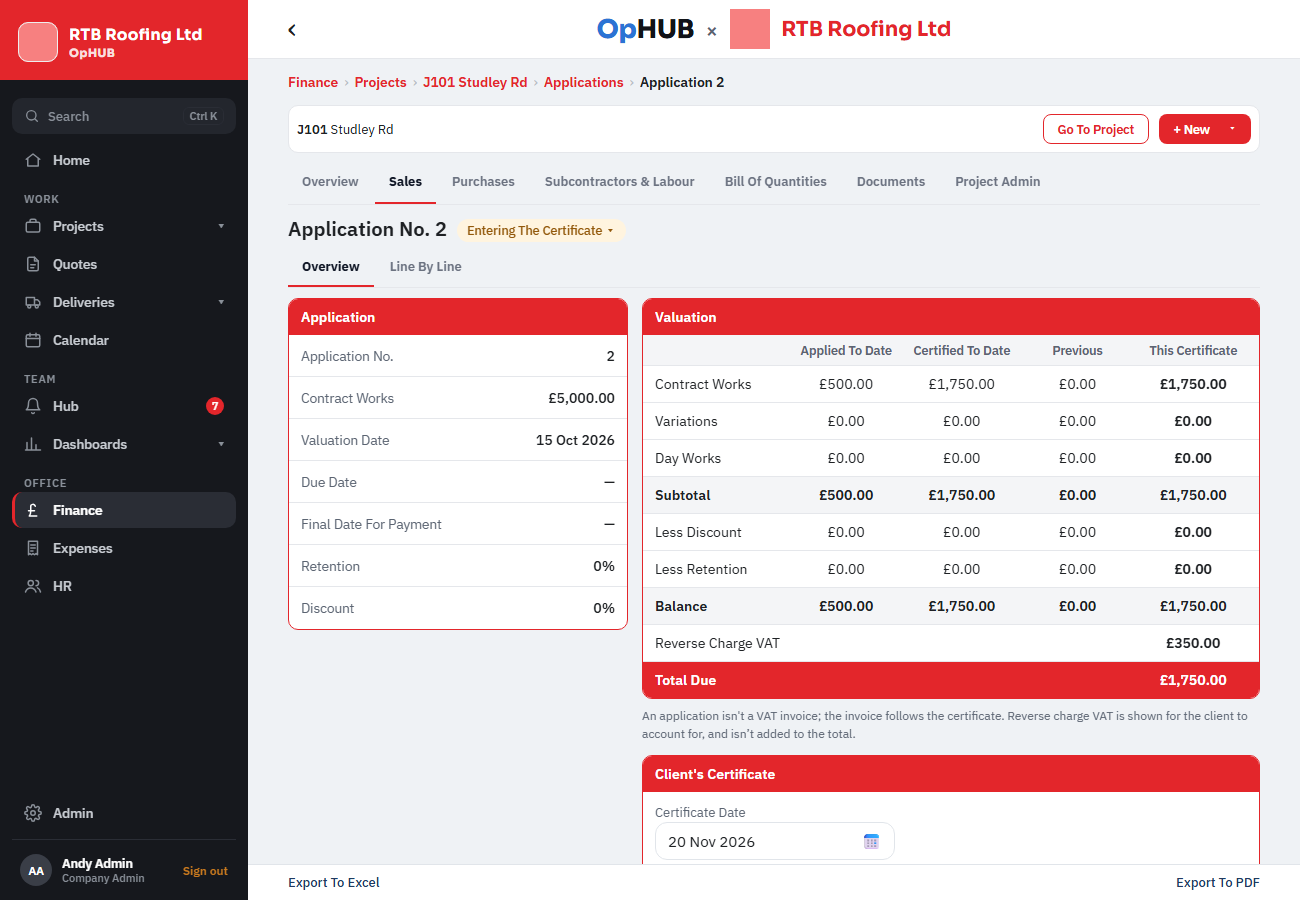 RTB Roofing Ltd
OpHUB
Search Ctrl K
Home
WORK
Projects
Quotes
Deliveries
Calendar
TEAM
Hub 7
Dashboards
OFFICE
£ Finance
Expenses
HR
Admin
AA Andy Admin
Company Admin
Sign out
OpHUB × RTB Roofing Ltd
Finance › Projects › J101 Studley Rd › Applications › Application 2
J101 Studley Rd
Go To Project
+ New
Overview Sales Purchases Subcontractors & Labour Bill Of Quantities Documents Project Admin
Application No. 2 Entering The Certificate
Overview Line By Line
Application
Application No. 2
Contract Works £5,000.00
Valuation Date 15 Oct 2026
Due Date —
Final Date For Payment —
Retention 0%
Discount 0%
Valuation
Applied To Date Certified To Date Previous This Certificate
Contract Works £500.00 £1,750.00 £0.00 £1,750.00
Variations £0.00 £0.00 £0.00 £0.00
Day Works £0.00 £0.00 £0.00 £0.00
Subtotal £500.00 £1,750.00 £0.00 £1,750.00
Less Discount £0.00 £0.00 £0.00 £0.00
Less Retention £0.00 £0.00 £0.00 £0.00
Balance £500.00 £1,750.00 £0.00 £1,750.00
Reverse Charge VAT £350.00
Total Due £1,750.00
An application isn't a VAT invoice; the invoice follows the certificate. Reverse charge VAT is shown for the client to
account for, and isn’t added to the total.
Client's Certificate
Certificate Date
20 Nov 2026
Export To Excel
Export To PDF